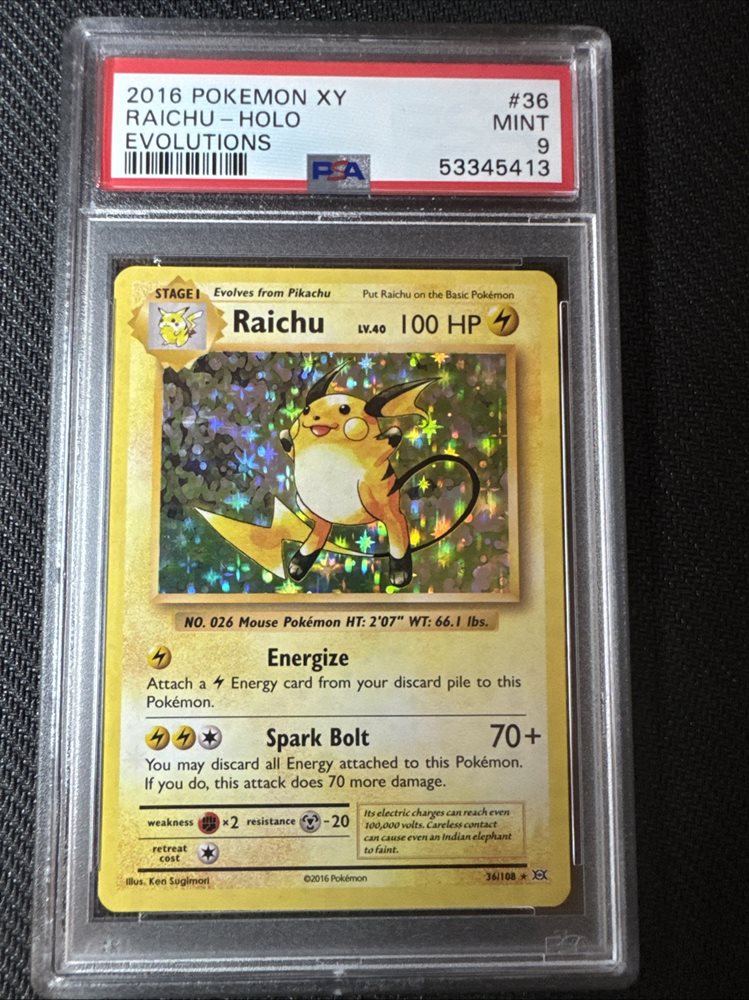 2016 POKEMON XY #36
RAICHU - HOLO MINT
EVOLUTIONS 9
PSA 53345413
STAGE 1 Evolves from Pikachu Put Raichu on the Basic Pokémon
Raichu LV.40 100 HP
NO. 026 Mouse Pokémon HT: 2'07" WT: 66.1 lbs.
Energize
Attach a Energy card from your discard pile to this
Pokémon.
Spark Bolt 70+
You may discard all Energy attached to this Pokémon.
If you do, this attack does 70 more damage.
weakness ×2 resistance -20
retreat
cost
Its electric charges can reach even
100,000 volts. Careless contact
can cause even an Indian elephant
to faint.
Illus. Ken Sugimori ©2016 Pokémon 36/108 ★